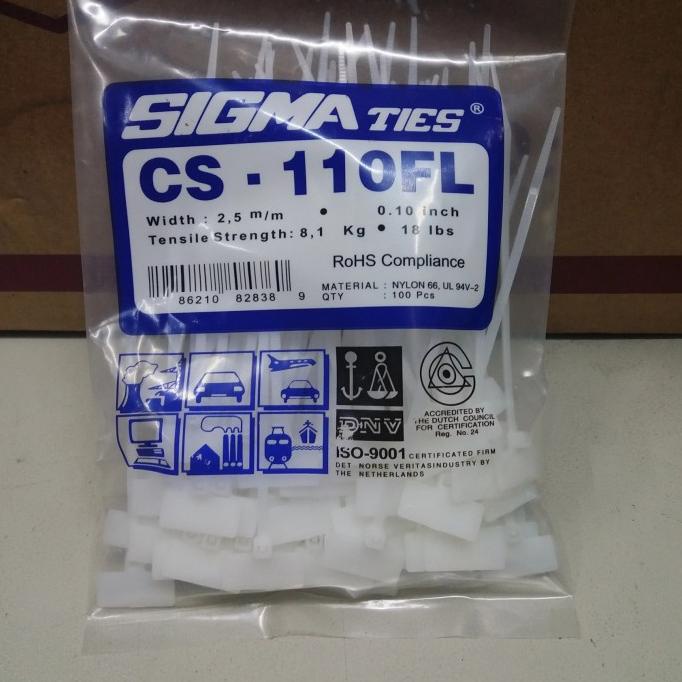 SIGMA TIES ®
CS - 110FL
Width : 2,5 m/m • 0.10 inch
Tensile Strength: 8,1 Kg • 18 lbs
RoHS Compliance
MATERIAL : NYLON 66, UL 94V-2
QTY : 100 Pcs
86210 82838 9
DNV
ACCREDITED BY
THE DUTCH COUNCIL
FOR CERTIFICATION
Reg. No. 24
ISO-9001 CERTIFICATED FIRM
DET NORSE VERITASINDUSTRY BY
THE NETHERLANDS